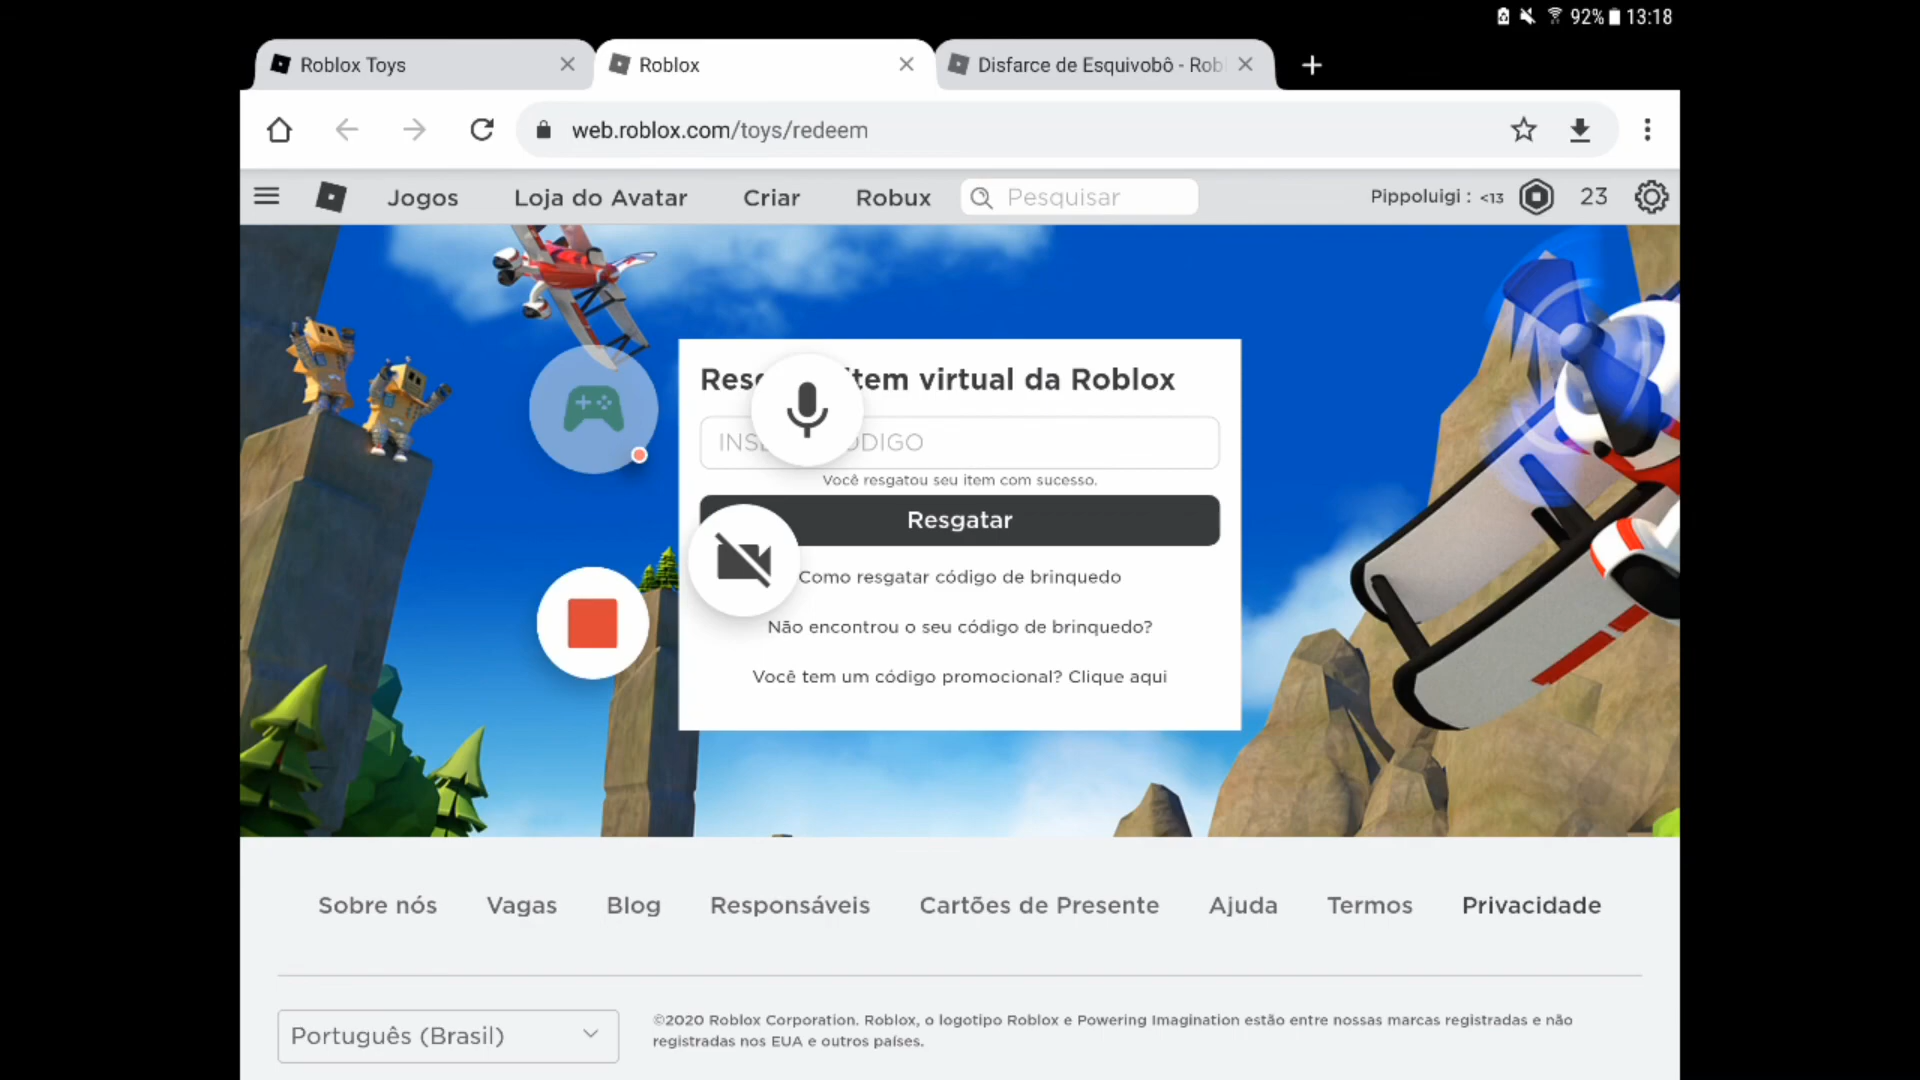 92% 13:18
Roblox Toys
Roblox
Disfarce de Esquivobô - Rob
web.roblox.com/toys/redeem
Jogos
Loja do Avatar
Criar
Robux
Pesquisar
Pippoluigi : <13
23
item virtual da Roblox
Você resgatou seu item com sucesso.
Resgatar
Como resgatar código de brinquedo
Não encontrou o seu código de brinquedo?
Você tem um código promocional? Clique aqui
Sobre nós
Vagas
Blog
Responsáveis
Cartões de Presente
Ajuda
Termos
Privacidade
Português (Brasil)
©2020 Roblox Corporation. Roblox, o logotipo Roblox e Powering Imagination estão entre nossas marcas registradas e não
registradas nos EUA e outros países.